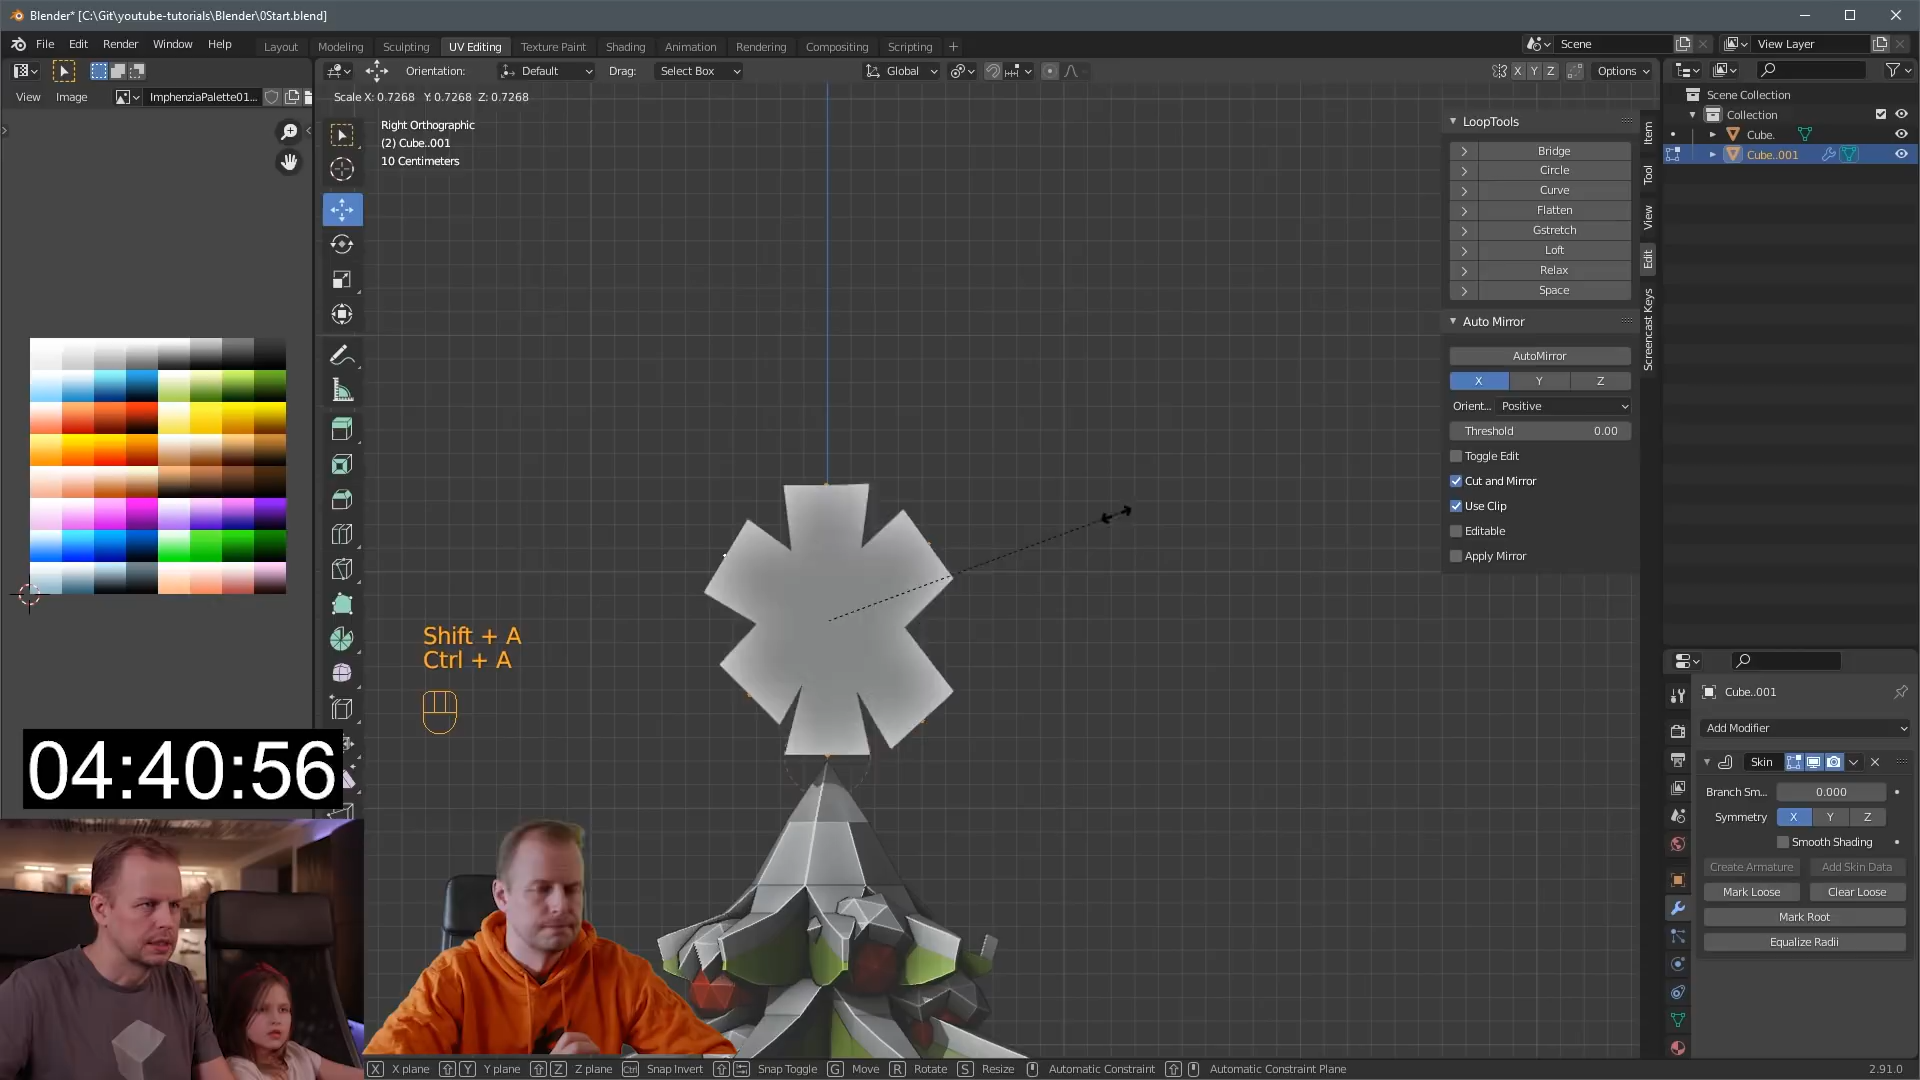 Blender* [C:\Git\youtube-tutorials\Blender\0Start.blend]
File Edit Render Window Help
Layout Modeling Sculpting UV Editing Texture Paint Shading Animation Rendering Compositing Scripting +
Scene
View Layer
Orientation: Default Drag: Select Box Global X Y Z Options
View Image ImphenziaPalette01...
Scale X: 0.7268 Y: 0.7268 Z: 0.7268
Right Orthographic
(2) Cube..001
10 Centimeters
LoopTools
Bridge
Circle
Curve
Flatten
Gstretch
Loft
Relax
Space
Auto Mirror
AutoMirror
X Y Z
Orient... Positive
Threshold 0.00
Toggle Edit
Cut and Mirror
Use Clip
Editable
Apply Mirror
Item
Tool
View
Edit
Screencast Keys
Scene Collection
Collection
Cube.
Cube..001
Shift + A
Ctrl + A
04:40:56
Cube..001
Add Modifier
Skin
Branch Sm... 0.000
Symmetry X Y Z
Smooth Shading
Create Armature Add Skin Data
Mark Loose Clear Loose
Mark Root
Equalize Radii
X X plane Y Y plane Z Z plane Ctrl Snap Invert Snap Toggle G Move R Rotate S Resize Automatic Constraint Automatic Constraint Plane 2.91.0